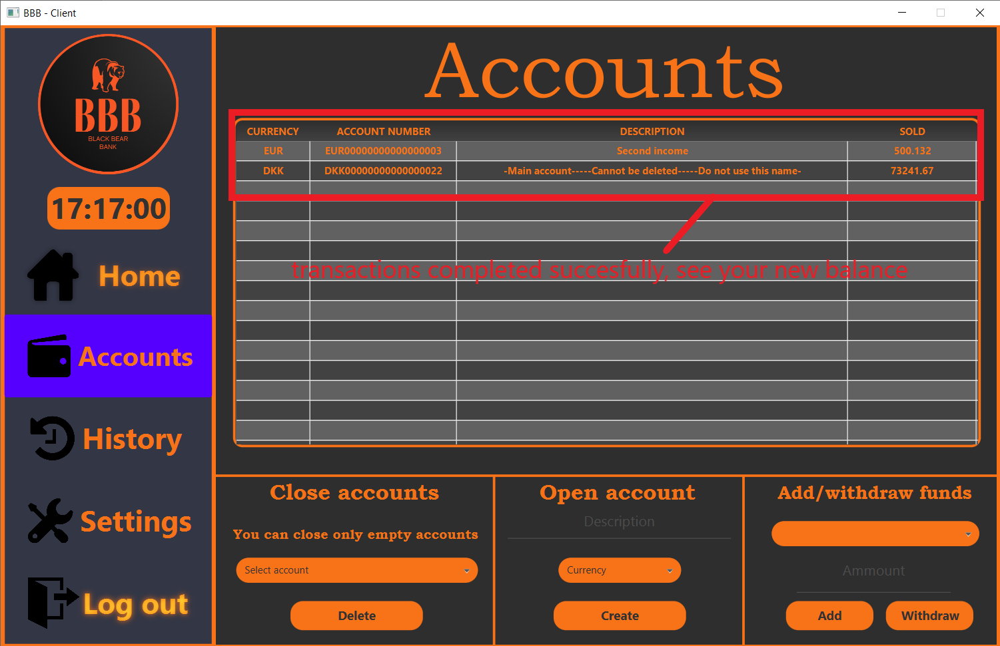 BBB - Client
BBB
BLACK BEAR
BANK
17:17:00
Home
Accounts
History
Settings
Log out
Accounts
CURRENCY ACCOUNT NUMBER DESCRIPTION SOLD
EUR EUR00000000000000003 Second income 500.132
DKK DKK00000000000000022 -Main account-----Cannot be deleted-----Do not use this name- 73241.67
transactions completed succesfully, see your new balance
Close accounts
You can close only empty accounts
Select account
Delete
Open account
Description
Currency
Create
Add/withdraw funds
Ammount
Add Withdraw